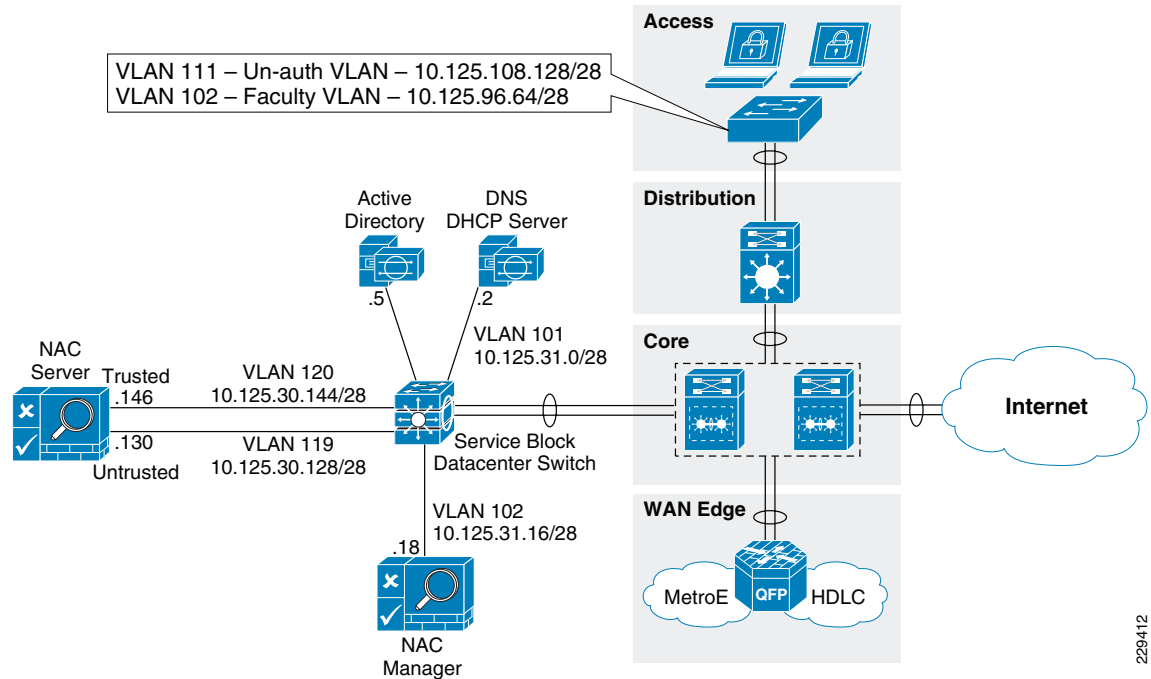 Access
VLAN 111 – Un-auth VLAN – 10.125.108.128/28
VLAN 102 – Faculty VLAN – 10.125.96.64/28
Distribution
Active
Directory
DNS
DHCP Server
.5
.2
VLAN 101
10.125.31.0/28
Core
NAC
Server
Trusted
.146
VLAN 120
10.125.30.144/28
.130
Untrusted
VLAN 119
10.125.30.128/28
Service Block
Datacenter Switch
Internet
VLAN 102
10.125.31.16/28
.18
NAC
Manager
WAN Edge
MetroE
QFP
HDLC
229412